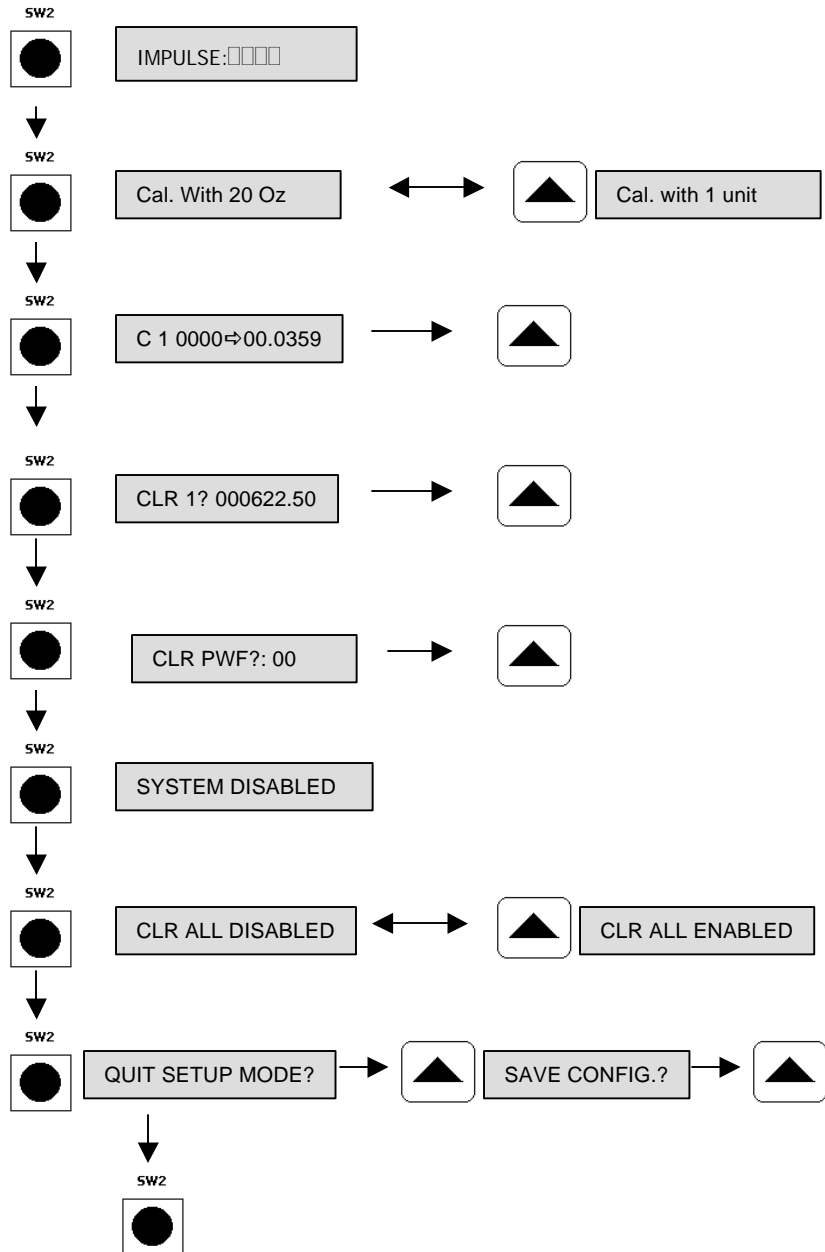 SW2
IMPULSE:□□□□
SW2
Cal. With 20 Oz
Cal. with 1 unit
SW2
C 1 0000⇨00.0359
SW2
CLR 1? 000622.50
SW2
CLR PWF?: 00
SW2
SYSTEM DISABLED
SW2
CLR ALL DISABLED
CLR ALL ENABLED
SW2
QUIT SETUP MODE?
SAVE CONFIG.?
SW2